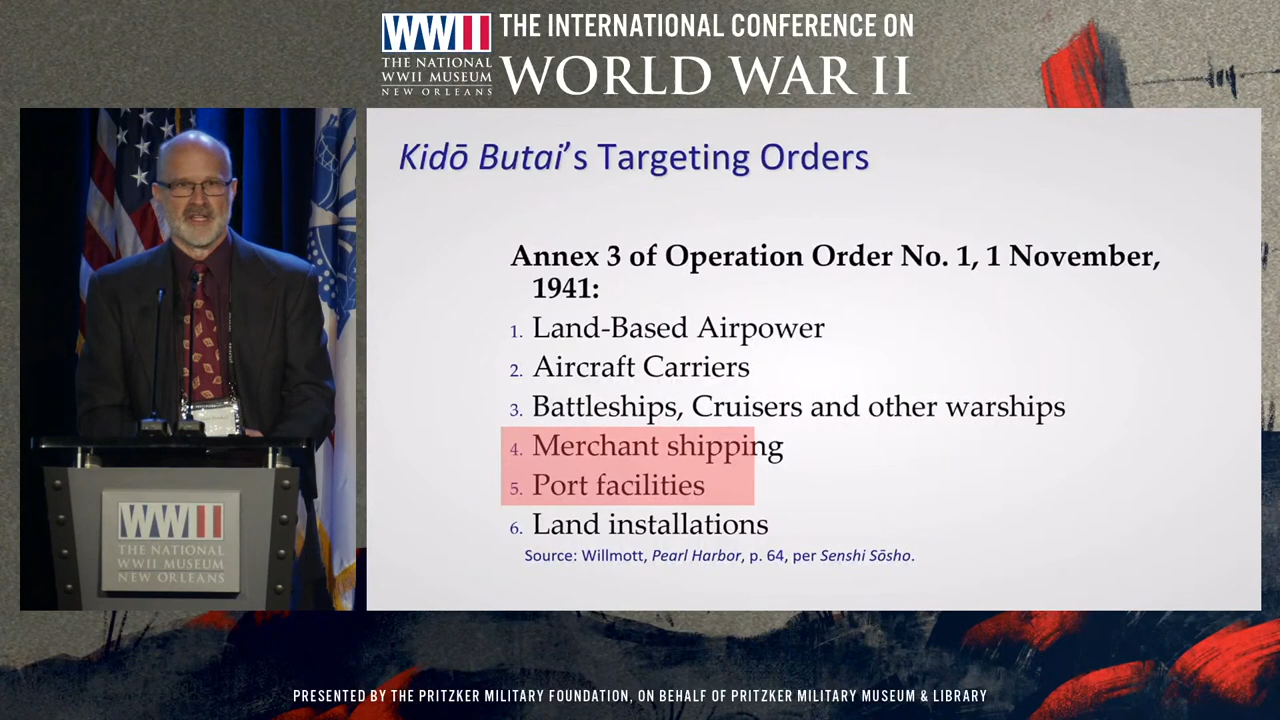 WWII
THE NATIONAL
WWII MUSEUM
NEW ORLEANS
THE INTERNATIONAL CONFERENCE ON
WORLD WAR II
Kidō Butai's Targeting Orders
Annex 3 of Operation Order No. 1, 1 November,
1941:
1. Land-Based Airpower
2. Aircraft Carriers
3. Battleships, Cruisers and other warships
4. Merchant shipping
5. Port facilities
6. Land installations
Source: Willmott, Pearl Harbor, p. 64, per Senshi Sōsho.
WWII
THE NATIONAL
WWII MUSEUM
NEW ORLEANS
PRESENTED BY THE PRITZKER MILITARY FOUNDATION, ON BEHALF OF PRITZKER MILITARY MUSEUM & LIBRARY